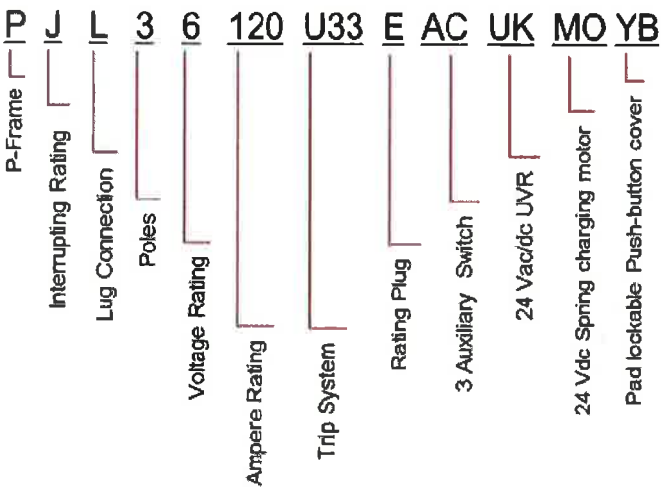 P J L 3 6 120 U33 E AC UK MO YB
P-Frame
Interrupting Rating
Lug Connection
Poles
Voltage Rating
Ampere Rating
Trip System
Rating Plug
3 Auxiliary Switch
24 Vac/dc UVR
24 Vdc Spring charging motor
Pad lockable Push-button cover